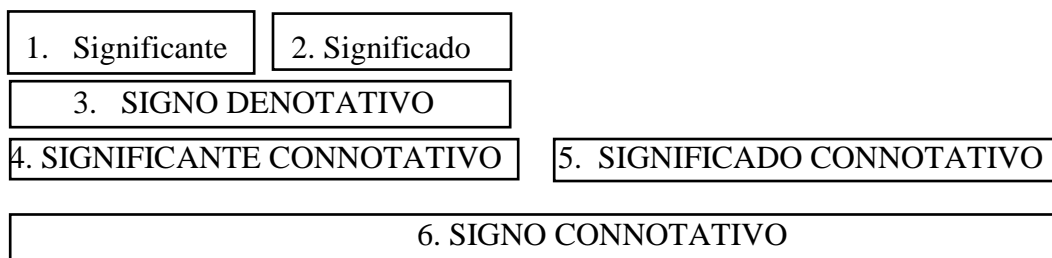 1. Significante 2. Significado
3. SIGNO DENOTATIVO
4. SIGNIFICANTE CONNOTATIVO 5. SIGNIFICADO CONNOTATIVO
6. SIGNO CONNOTATIVO